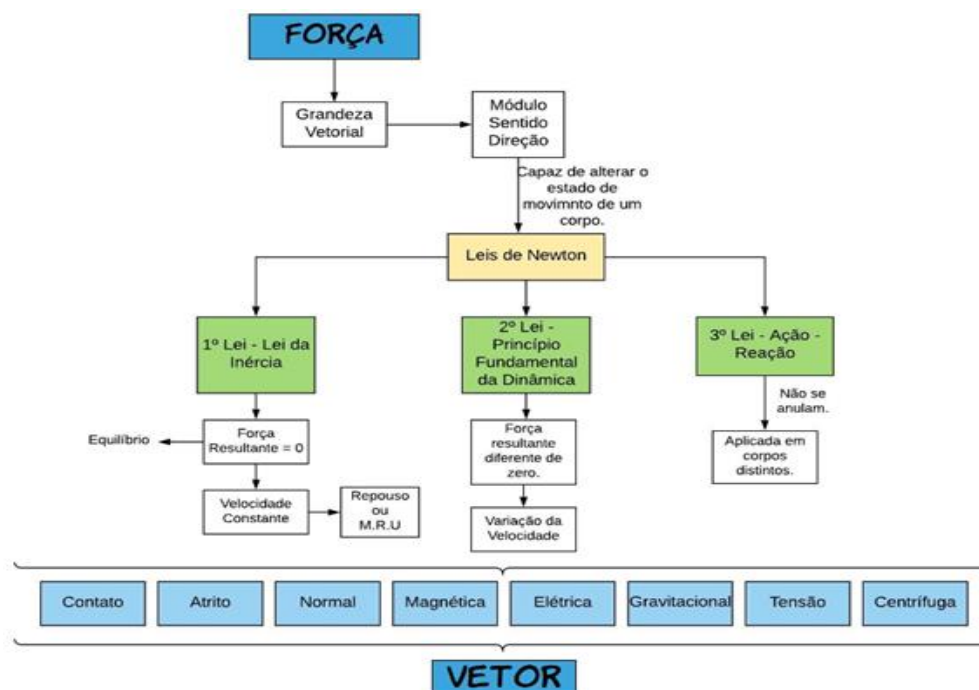 FORÇA
Grandeza
Vetorial
Módulo
Sentido
Direção
Capaz de alterar o
estado de
movimnto de um
corpo.
Leis de Newton
1º Lei - Lei da
Inércia
2º Lei -
Princípio
Fundamental
da Dinâmica
3º Lei - Ação -
Reação
Não se
anulam.
Equilíbrio
Força
Resultante = 0
Força
resultante
diferente de
zero.
Aplicada em
corpos
distintos.
Velocidade
Constante
Repouso
ou
M.R.U
Variação da
Velocidade
Contato
Atrito
Normal
Magnética
Elétrica
Gravitacional
Tensão
Centrífuga
VETOR